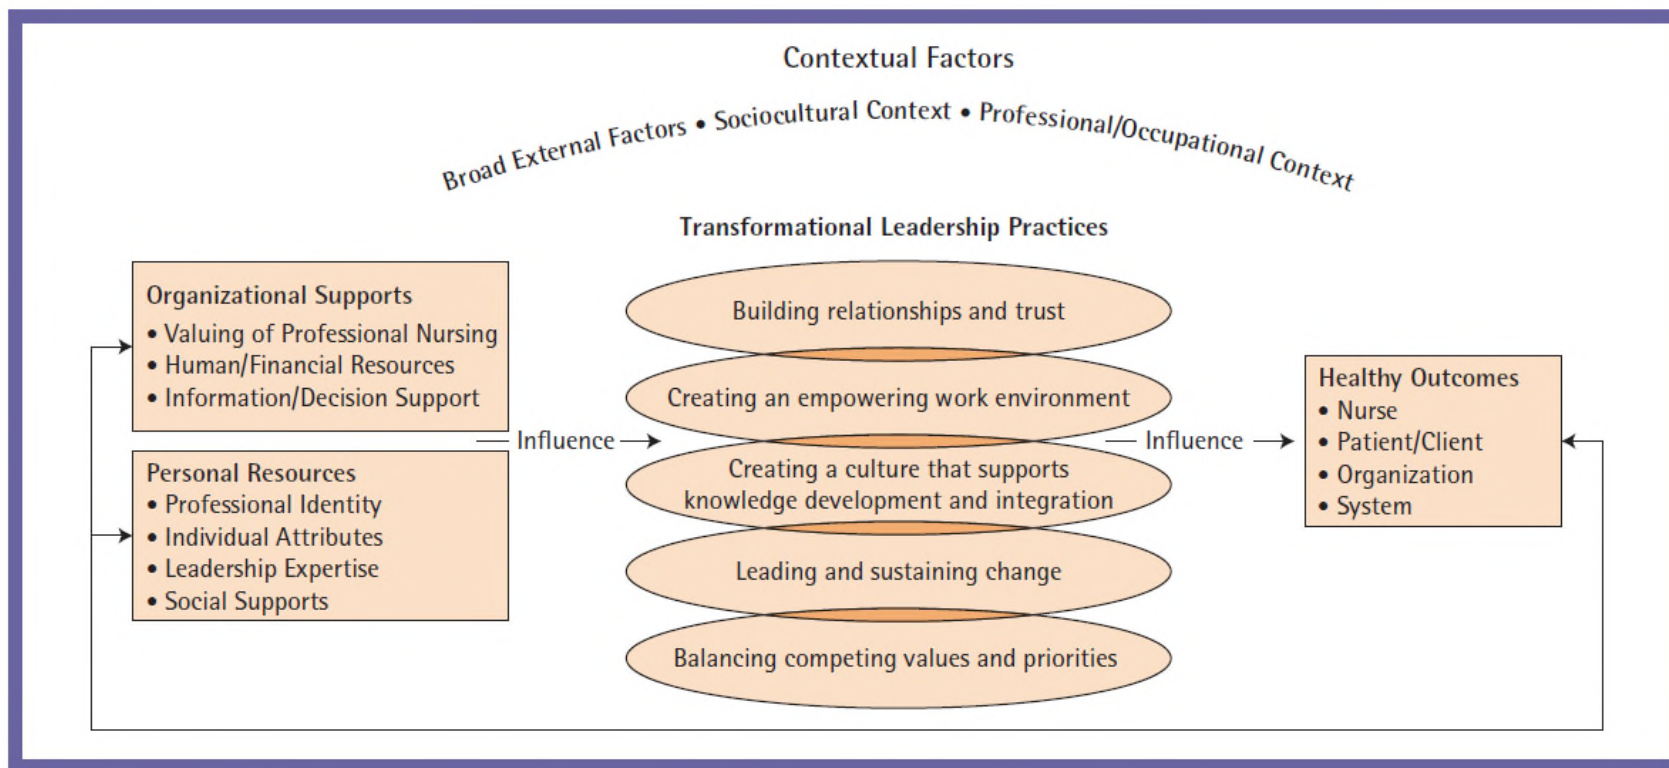 Contextual Factors
Broad External Factors • Sociocultural Context • Professional/Occupational Context
Transformational Leadership Practices
Organizational Supports
• Valuing of Professional Nursing
• Human/Financial Resources
• Information/Decision Support
Personal Resources
• Professional Identity
• Individual Attributes
• Leadership Expertise
• Social Supports
Influence
Building relationships and trust
Creating an empowering work environment
Creating a culture that supports
knowledge development and integration
Leading and sustaining change
Balancing competing values and priorities
Influence
Healthy Outcomes
• Nurse
• Patient/Client
• Organization
• System